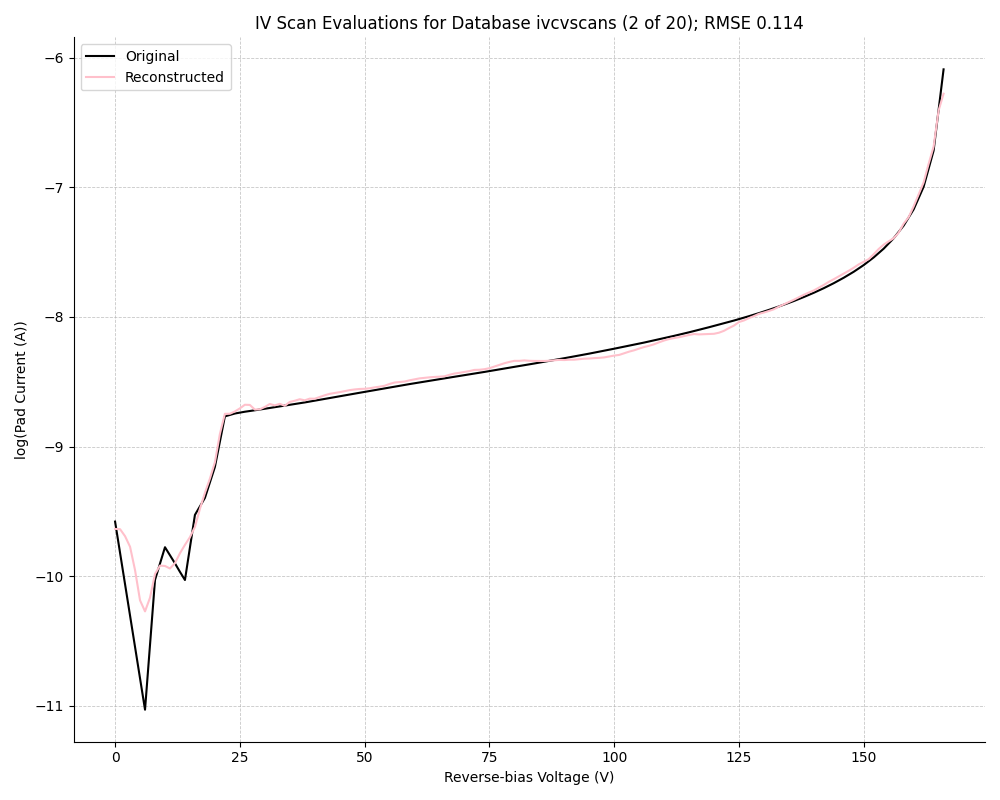 IV Scan Evaluations for Database ivcvscans (2 of 20); RMSE 0.114
Original
Reconstructed
−6
−7
−8
−9
−10
−11
log(Pad Current (A))
0 25 50 75 100 125 150
Reverse-bias Voltage (V)